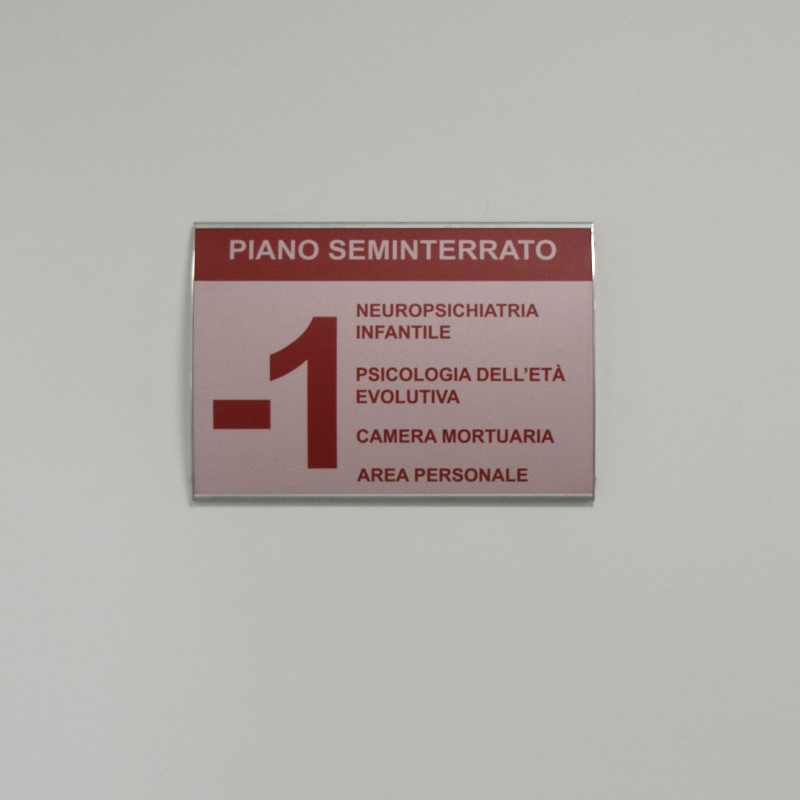 PIANO SEMINTERRATO
-1
NEUROPSICHIATRIA
INFANTILE
PSICOLOGIA DELL'ETÀ
EVOLUTIVA
CAMERA MORTUARIA
AREA PERSONALE